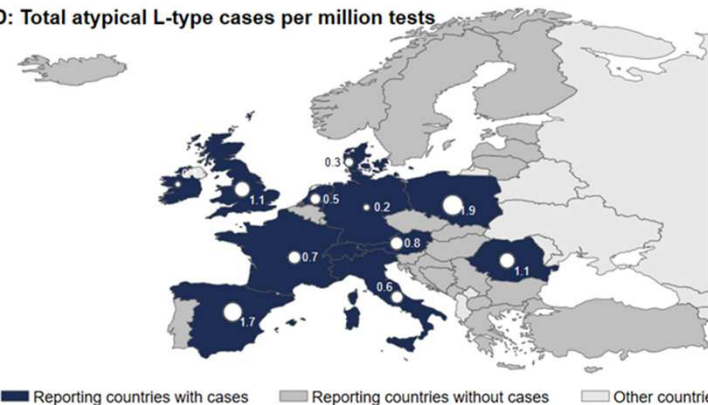 D: Total atypical L-type cases per million tests
0.3
0.5
1.1
0.2
1.9
0.8
0.7
1.1
0.6
1.7
Reporting countries with cases
Reporting countries without cases
Other countrie